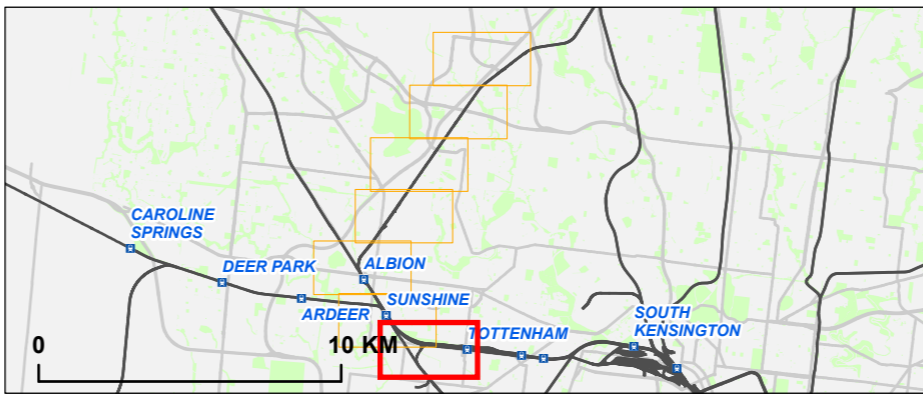 CAROLINE
SPRINGS
DEER PARK
ALBION
ARDEER
SUNSHINE
TOTTENHAM
SOUTH
KENSINGTON
0
10 KM